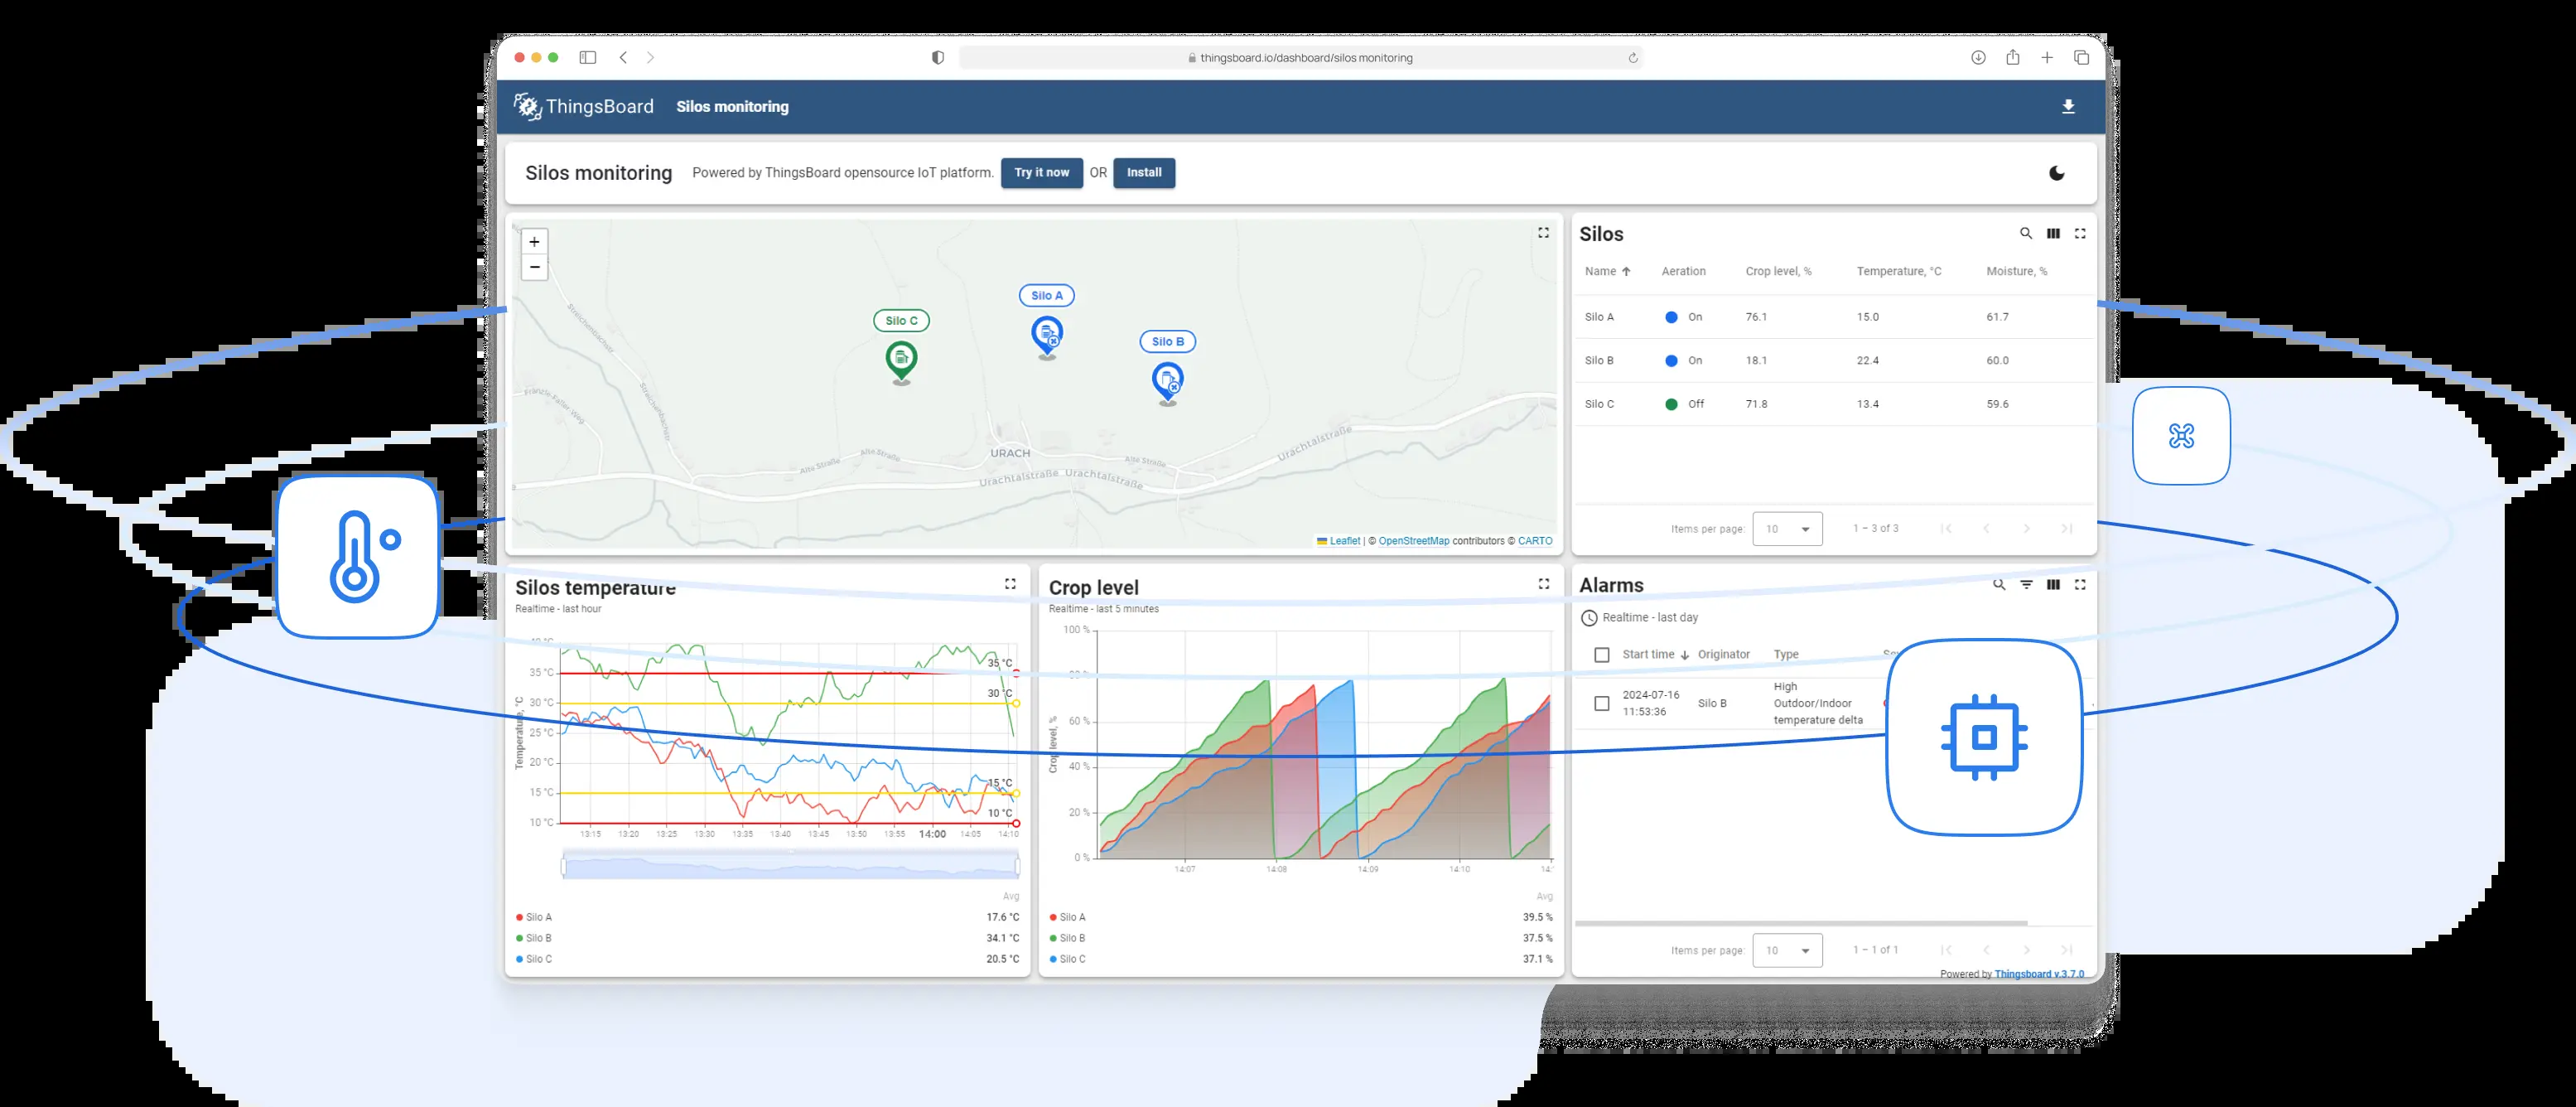 thingsboard.io/dashboard/silos monitoring
ThingsBoard
Silos monitoring
Silos monitoring
Powered by ThingsBoard opensource IoT platform.
Try it now
OR
Install
+
−
Silo C
Silo A
Silo B
Streichenbachstr.
Streichenbachstr.
Franzle-Faller-Weg
Alte Straße
Alte Straße
Alte Straße
URACH
Urachtalstraße
Urachtalstraße
Urachtalstraße
Leaflet | © OpenStreetMap contributors © CARTO
Silos
Name Aeration Crop level, % Temperature, °C Moisture, %
Silo A On 76.1 15.0 61.7
Silo B On 18.1 22.4 60.0
Silo C Off 71.8 13.4 59.6
Items per page: 10 1 – 3 of 3
Silos temperature
Realtime - last hour
Temperature, °C
40 °C
35 °C
30 °C
25 °C
20 °C
15 °C
10 °C
35 °C
30 °C
15 °C
10 °C
13:15 13:20 13:25 13:30 13:35 13:40 13:45 13:50 13:55 14:00 14:05 14:10
Avg
Silo A 17.6 °C
Silo B 34.1 °C
Silo C 20.5 °C
Crop level
Realtime - last 5 minutes
Crop level, %
100 %
80 %
60 %
40 %
20 %
0 %
14:07 14:08 14:09 14:10 14:
Avg
Silo A 39.5 %
Silo B 37.5 %
Silo C 37.1 %
Alarms
Realtime - last day
Start time Originator Type
2024-07-16
11:53:36
Silo B
High
Outdoor/Indoor
temperature delta
Items per page: 10 1 – 1 of 1
Powered by Thingsboard v.3.7.0